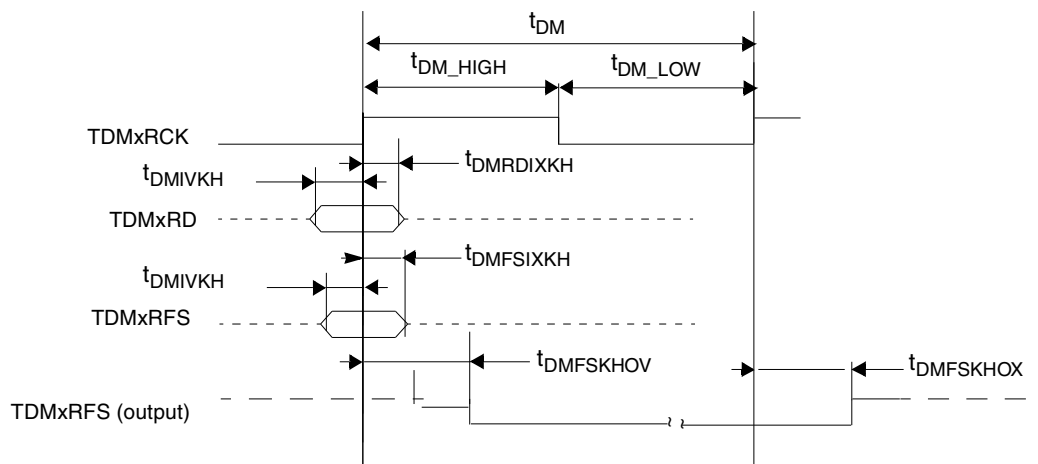 tDM
tDM_HIGH
tDM_LOW
TDMxRCK
tDMRDIXKH
tDMIVKH
TDMxRD
tDMFSIXKH
tDMIVKH
TDMxRFS
tDMFSKHOV
tDMFSKHOX
TDMxRFS (output)